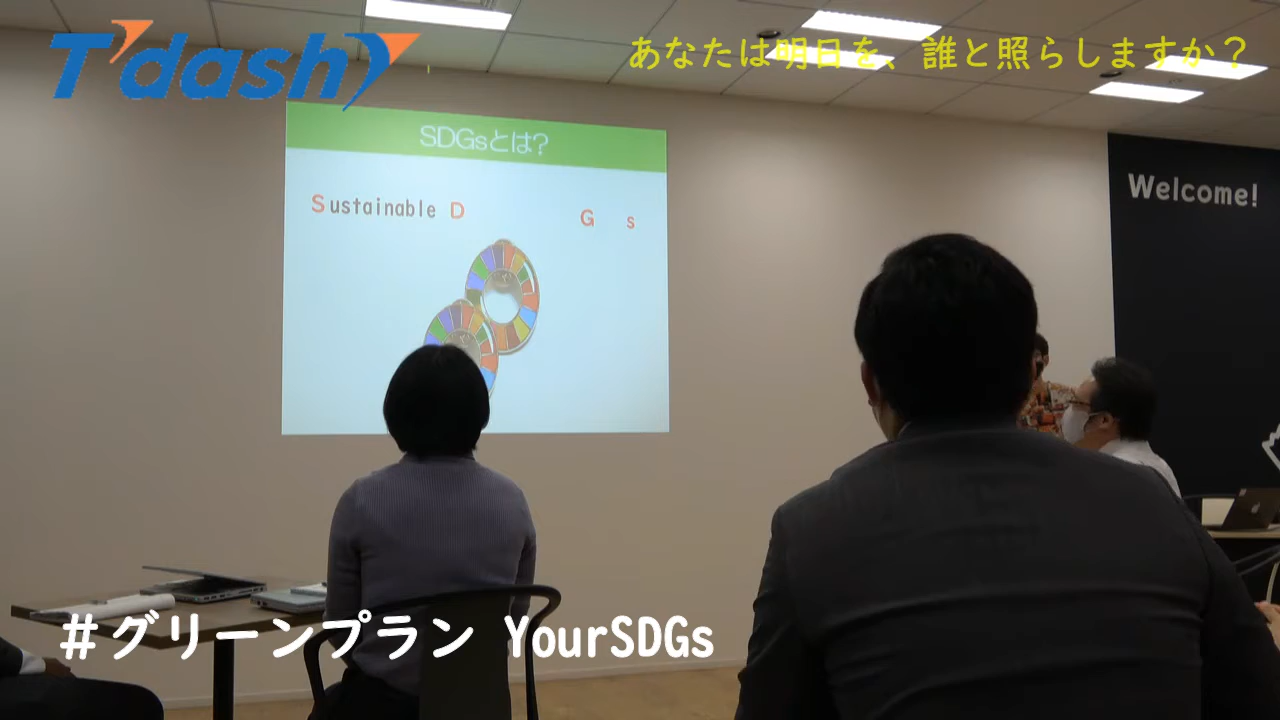 T'dash
あなたは明日を、誰と照らしますか？
SDGsとは?
Sustainable D G s
Welcome!
＃グリーンプラン YourSDGs